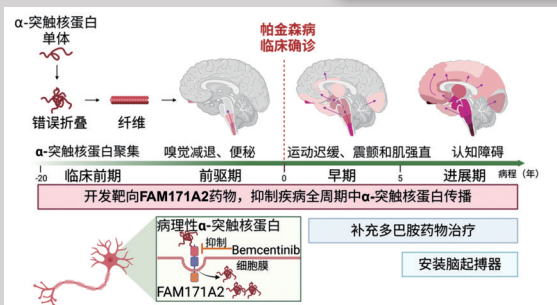 α-突触核蛋白
单体
错误折叠
纤维
帕金森病
临床确诊
α-突触核蛋白聚集
嗅觉减退、便秘
运动迟缓、震颤和肌强直
认知障碍
-20
临床前期
前驱期
0
早期
5
进展期
病程（年）
开发靶向FAM171A2药物，抑制疾病全周期中α-突触核蛋白传播
病理性α-突触核蛋白
抑制
Bemcentinib
细胞膜
FAM171A2
补充多巴胺药物治疗
安装脑起搏器